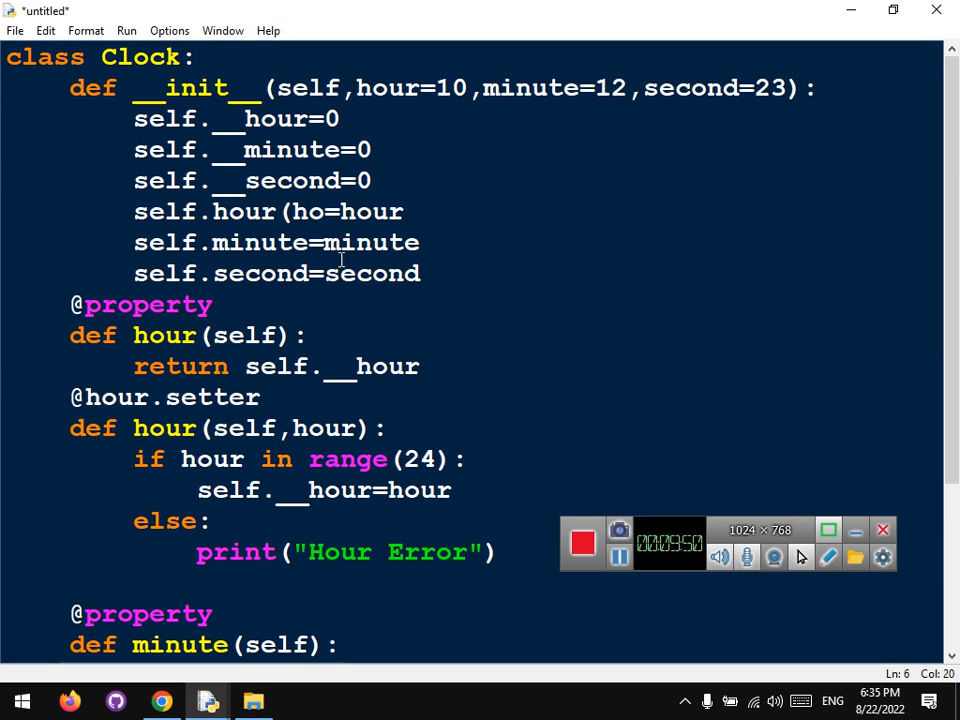 *untitled*
File Edit Format Run Options Window Help
class Clock:
    def __init__(self,hour=10,minute=12,second=23):
        self.__hour=0
        self.__minute=0
        self.__second=0
        self.hour(ho=hour
        self.minute=minute
        self.second=second
    @property
    def hour(self):
        return self.__hour
    @hour.setter
    def hour(self,hour):
        if hour in range(24):
            self.__hour=hour
        else:
            print("Hour Error")
    @property
    def minute(self):
1024 × 768
00:09:50
Ln: 6 Col: 20
ENG
6:35 PM
8/22/2022